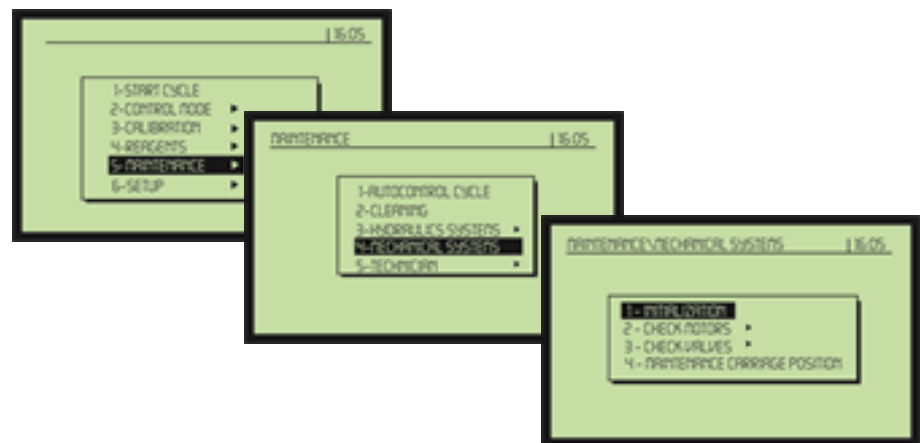 16:05
1-START CYCLE
2-CONTROL MODE
3-CALIBRATION
4-REAGENTS
5-MAINTENANCE
6-SETUP
MAINTENANCE 16:05
1-AUTOCONTROL CYCLE
2-CLEANING
3-HYDRAULICS SYSTEMS
4-MECHANICAL SYSTEMS
5-TECHNICIAN
MAINTENANCE\MECHANICAL SYSTEMS 16:05
1 - INITIALIZATION
2 - CHECK MOTORS
3 - CHECK VALVES
4 - MAINTENANCE CARRIAGE POSITION